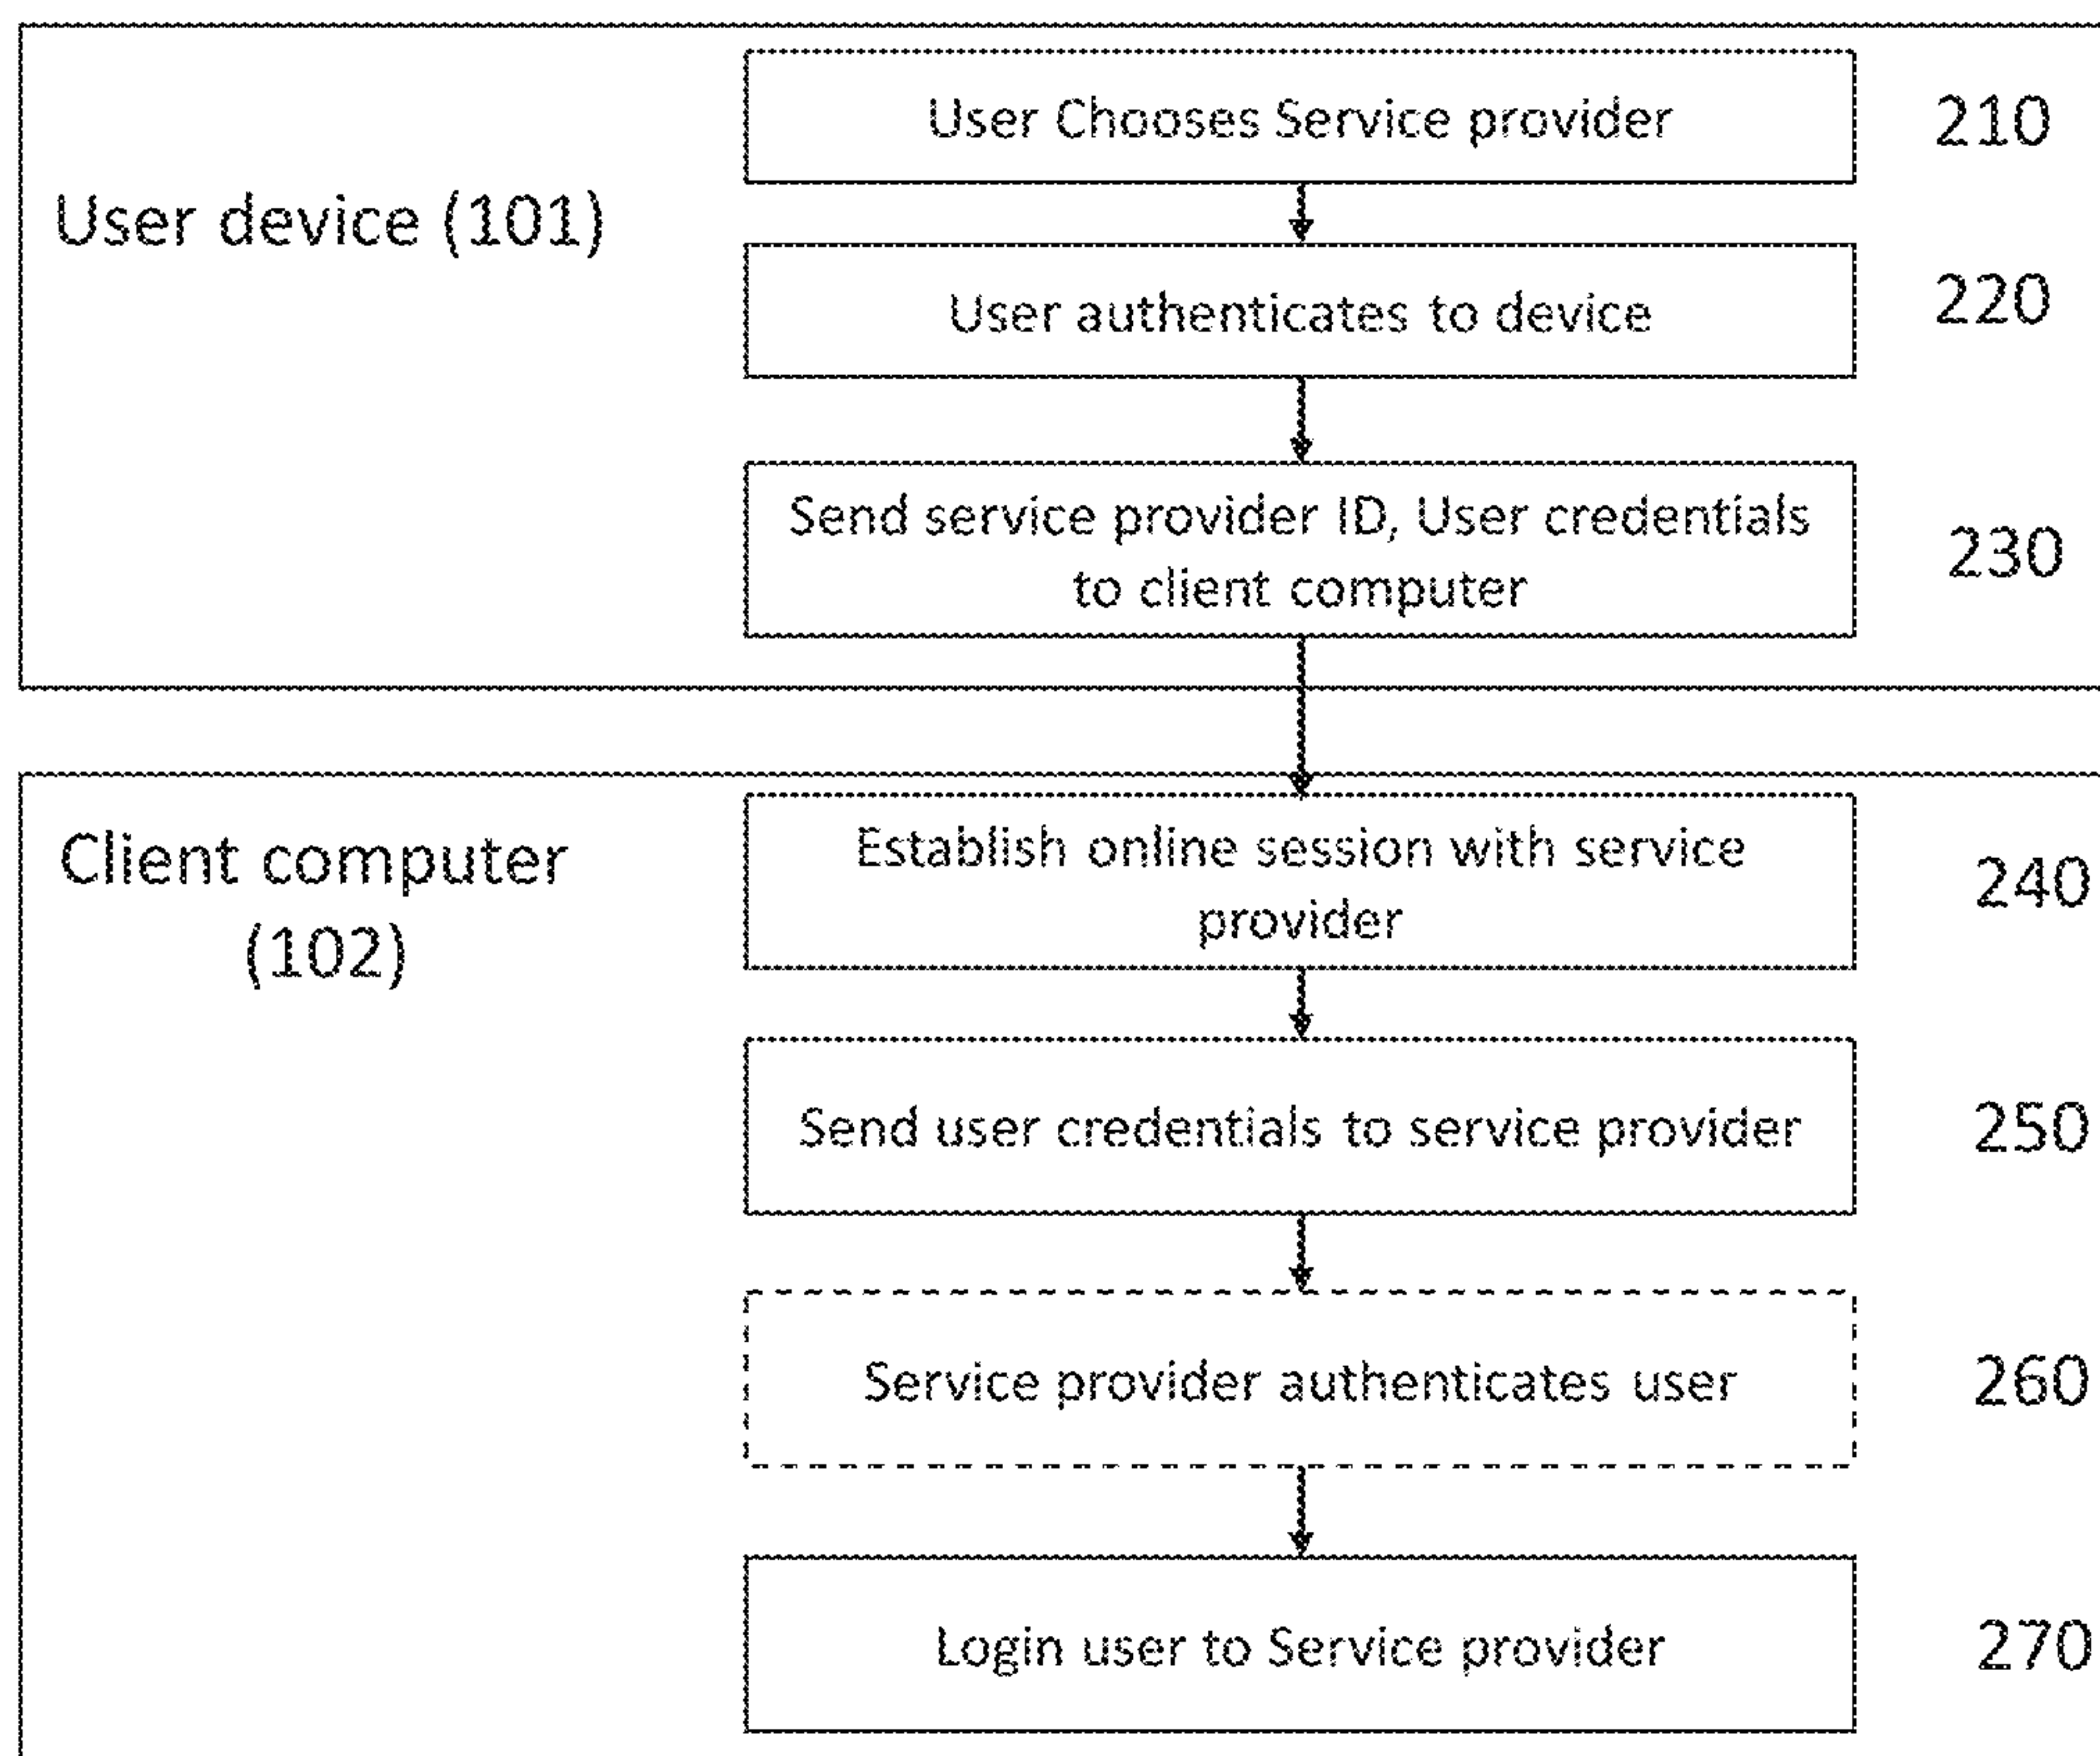 User device (101)
User Chooses Service provider
210
User authenticates to device
220
Send service provider ID, User credentials
to client computer
230
Client computer
(102)
Establish online session with service
provider
240
Send user credentials to service provider
250
Service provider authenticates user
260
Login user to Service provider
270